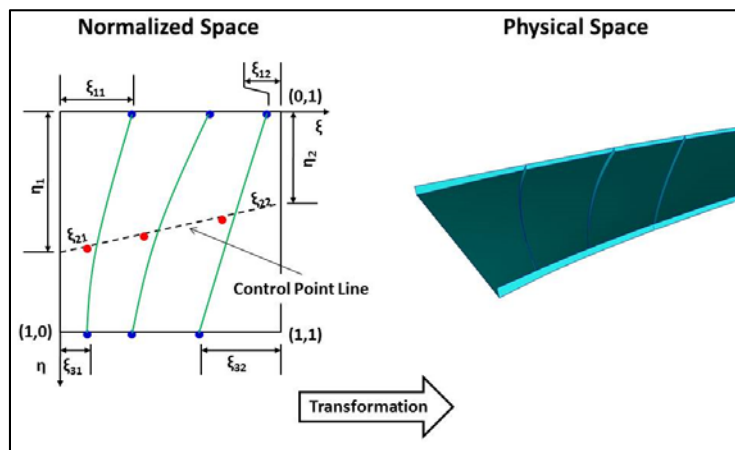 Normalized Space
Physical Space
ξ12
ξ11
(0,1)
ξ
η1
η2
ξ22
ξ21
Control Point Line
(1,0)
(1,1)
ξ31
ξ32
η
Transformation